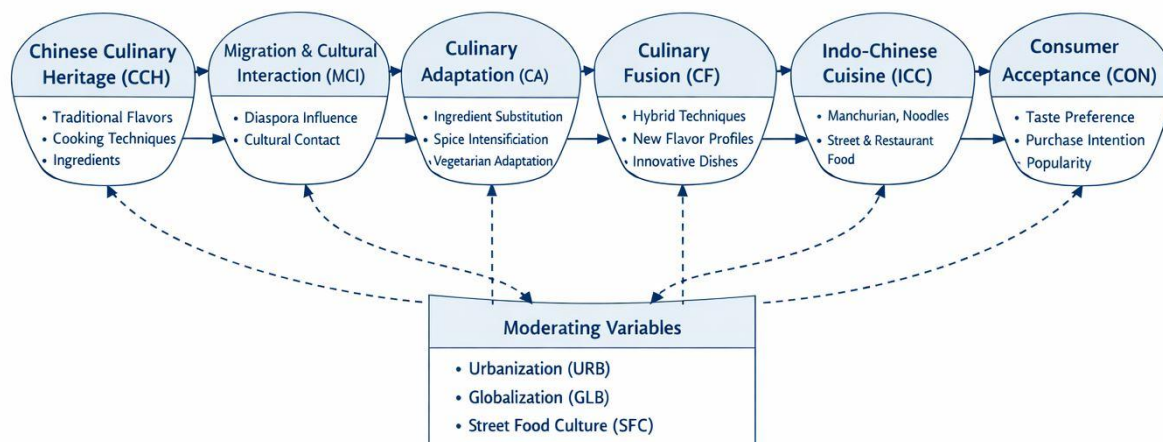 Chinese Culinary
Heritage (CCH)
• Traditional Flavors
• Cooking Techniques
• Ingredients
Migration & Cultural
Interaction (MCI)
• Diaspora Influence
• Cultural Contact
Culinary
Adaptation (CA)
• Ingredient Substitution
• Spice Intensificiation
• Vegetarian Adaptation
Culinary
Fusion (CF)
• Hybrid Techniques
• New Flavor Profiles
• Innovative Dishes
Indo-Chinese
Cuisine (ICC)
• Manchurian, Noodles
• Street & Restaurant
Food
Consumer
Acceptance (CON)
• Taste Preference
• Purchase Intention
• Popularity
Moderating Variables
• Urbanization (URB)
• Globalization (GLB)
• Street Food Culture (SFC)